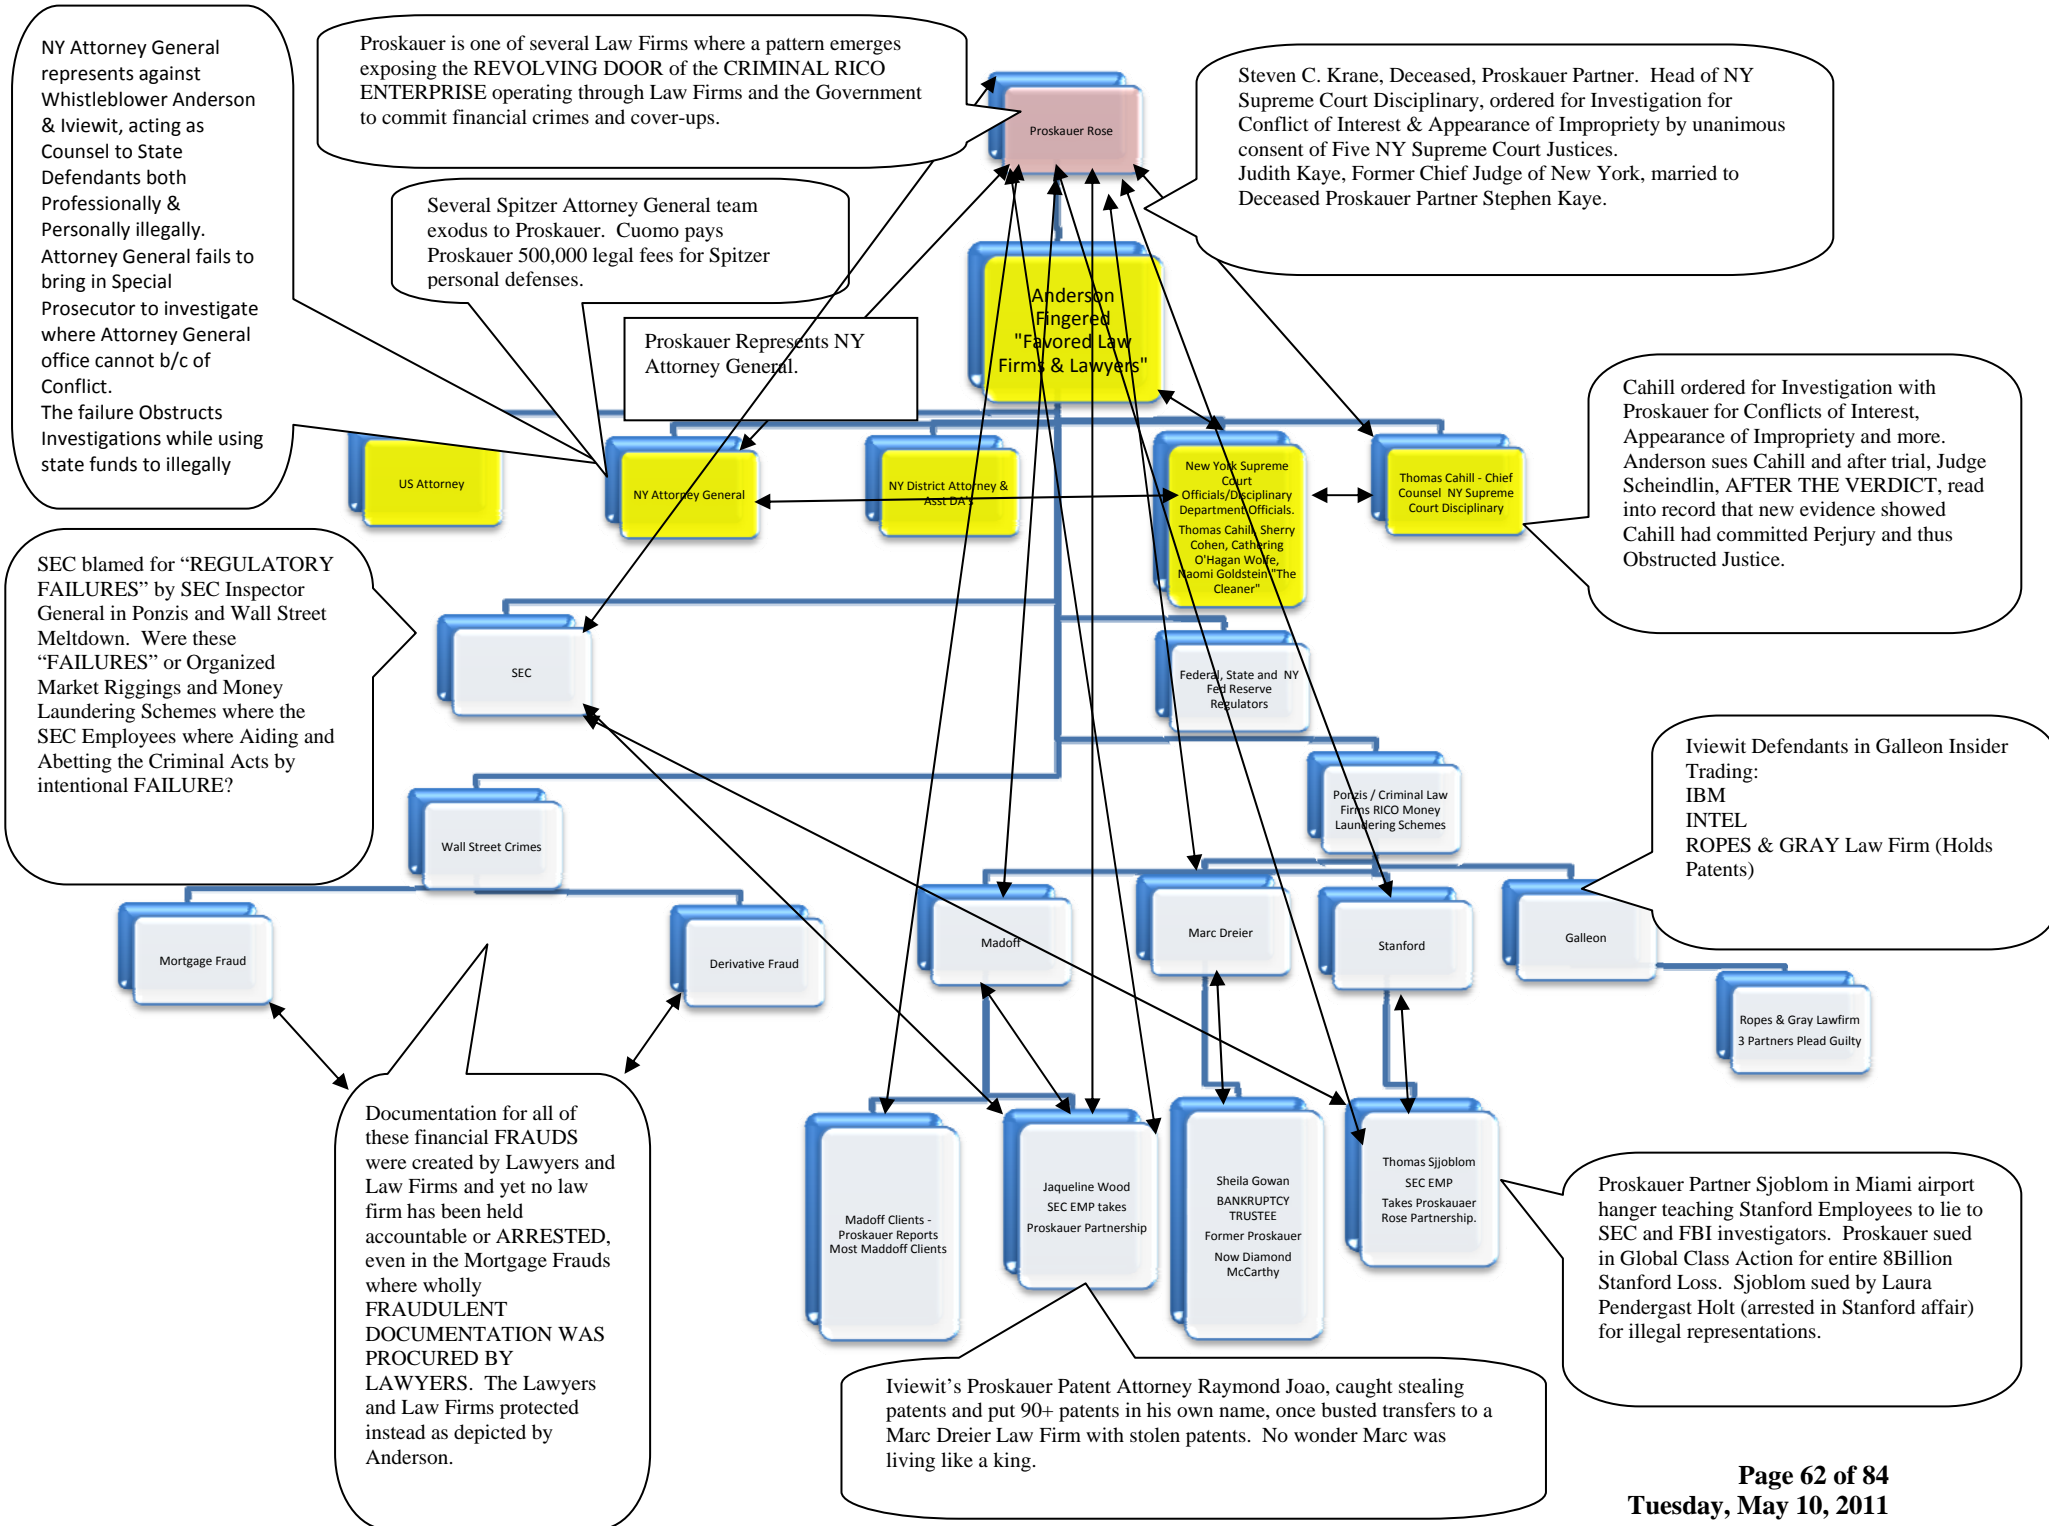 NY Attorney General
represents against
Whistleblower Anderson
& Iviewit, acting as
Counsel to State
Defendants both
Professionally &
Personally illegally.
Attorney General fails to
bring in Special
Prosecutor to investigate
where Attorney General
office cannot b/c of
Conflict.
The failure Obstructs
Investigations while using
state funds to illegally
Proskauer is one of several Law Firms where a pattern emerges
exposing the REVOLVING DOOR of the CRIMINAL RICO
ENTERPRISE operating through Law Firms and the Government
to commit financial crimes and cover-ups.
Proskauer Rose
Steven C. Krane, Deceased, Proskauer Partner.  Head of NY
Supreme Court Disciplinary, ordered for Investigation for
Conflict of Interest & Appearance of Impropriety by unanimous
consent of Five NY Supreme Court Justices.
Judith Kaye, Former Chief Judge of New York, married to
Deceased Proskauer Partner Stephen Kaye.
Several Spitzer Attorney General team
exodus to Proskauer.  Cuomo pays
Proskauer 500,000 legal fees for Spitzer
personal defenses.
Proskauer Represents NY
Attorney General.
Anderson
Fingered
"Favored Law
Firms & Lawyers"
Cahill ordered for Investigation with
Proskauer for Conflicts of Interest,
Appearance of Impropriety and more.
Anderson sues Cahill and after trial, Judge
Scheindlin, AFTER THE VERDICT, read
into record that new evidence showed
Cahill had committed Perjury and thus
Obstructed Justice.
US Attorney
NY Attorney General
NY District Attorney &
Asst DA's
New York Supreme
Court
Officials/Disciplinary
Department Officials.
Thomas Cahill, Sherry
Cohen, Cathering
O'Hagan Wolfe,
Naomi Goldstein "The
Cleaner"
Thomas Cahill - Chief
Counsel  NY Supreme
Court Disciplinary
SEC blamed for “REGULATORY
FAILURES” by SEC Inspector
General in Ponzis and Wall Street
Meltdown.  Were these
“FAILURES” or Organized
Market Riggings and Money
Laundering Schemes where the
SEC Employees where Aiding and
Abetting the Criminal Acts by
intentional FAILURE?
SEC
Federal, State and  NY
Fed Reserve
Regulators
Ponzis / Criminal Law
Firms RICO Money
Laundering Schemes
Iviewit Defendants in Galleon Insider
Trading:
IBM
INTEL
ROPES & GRAY Law Firm (Holds
Patents)
Wall Street Crimes
Mortgage Fraud
Derivative Fraud
Madoff
Marc Dreier
Stanford
Galleon
Ropes & Gray Lawfirm
3 Partners Plead Guilty
Documentation for all of
these financial FRAUDS
were created by Lawyers and
Law Firms and yet no law
firm has been held
accountable or ARRESTED,
even in the Mortgage Frauds
where wholly
FRAUDULENT
DOCUMENTATION WAS
PROCURED BY
LAWYERS.  The Lawyers
and Law Firms protected
instead as depicted by
Anderson.
Madoff Clients -
Proskauer Reports
Most Maddoff Clients
Jaqueline Wood
SEC EMP takes
Proskauer Partnership
Sheila Gowan
BANKRUPTCY
TRUSTEE
Former Proskauer
Now Diamond
McCarthy
Thomas Sjjoblom
SEC EMP
Takes Proskauaer
Rose Partnership.
Proskauer Partner Sjoblom in Miami airport
hanger teaching Stanford Employees to lie to
SEC and FBI investigators.  Proskauer sued
in Global Class Action for entire 8Billion
Stanford Loss.  Sjoblom sued by Laura
Pendergast Holt (arrested in Stanford affair)
for illegal representations.
Iviewit’s Proskauer Patent Attorney Raymond Joao, caught stealing
patents and put 90+ patents in his own name, once busted transfers to a
Marc Dreier Law Firm with stolen patents.  No wonder Marc was
living like a king.
Page 62 of 84
Tuesday, May 10, 2011